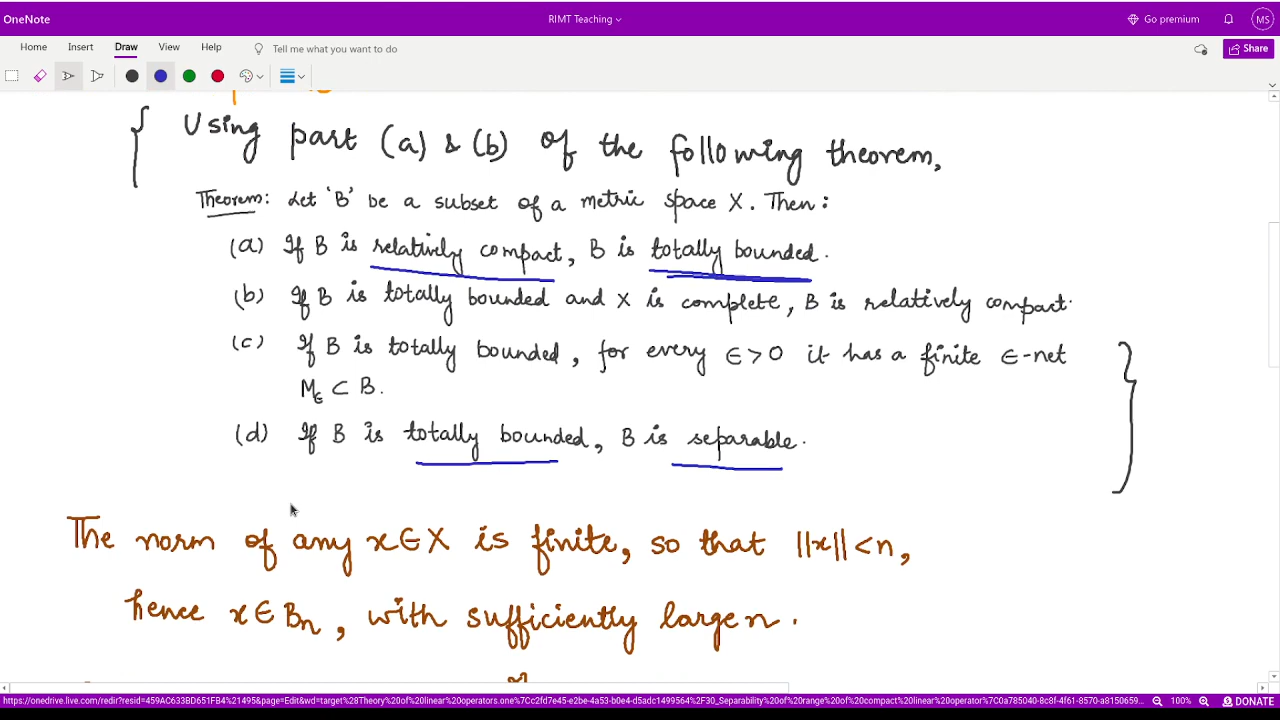 OneNote
RIMT Teaching
Go premium
MS
Home Insert Draw View Help Tell me what you want to do
Share
Using part (a) & (b) of the following theorem,
Theorem: Let 'B' be a subset of a metric space X. Then:
(a) If B is relatively compact, B is totally bounded.
(b) If B is totally bounded and X is complete, B is relatively compact.
(c) If B is totally bounded, for every ∈ > 0 it has a finite ∈-net
M∈ ⊂ B.
(d) If B is totally bounded, B is separable.
The norm of any x∈X is finite, so that ||x|| < n,
hence x∈Bn, with sufficiently large n.
100%
DONATE